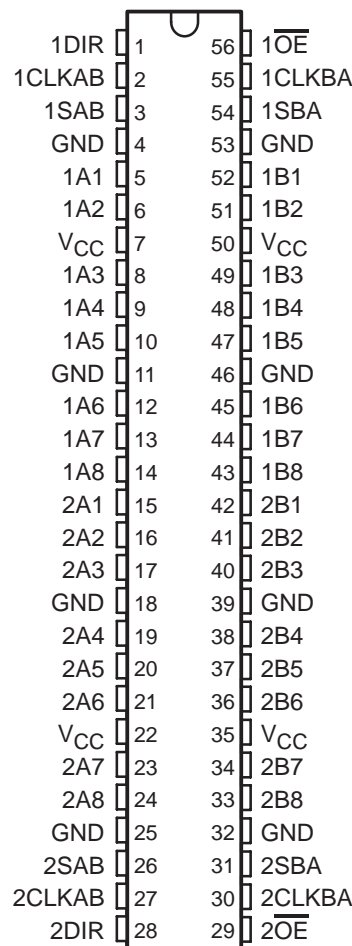 1DIR 1 56 1O̅E̅
1CLKAB 2 55 1CLKBA
1SAB 3 54 1SBA
GND 4 53 GND
1A1 5 52 1B1
1A2 6 51 1B2
VCC 7 50 VCC
1A3 8 49 1B3
1A4 9 48 1B4
1A5 10 47 1B5
GND 11 46 GND
1A6 12 45 1B6
1A7 13 44 1B7
1A8 14 43 1B8
2A1 15 42 2B1
2A2 16 41 2B2
2A3 17 40 2B3
GND 18 39 GND
2A4 19 38 2B4
2A5 20 37 2B5
2A6 21 36 2B6
VCC 22 35 VCC
2A7 23 34 2B7
2A8 24 33 2B8
GND 25 32 GND
2SAB 26 31 2SBA
2CLKAB 27 30 2CLKBA
2DIR 28 29 2O̅E̅